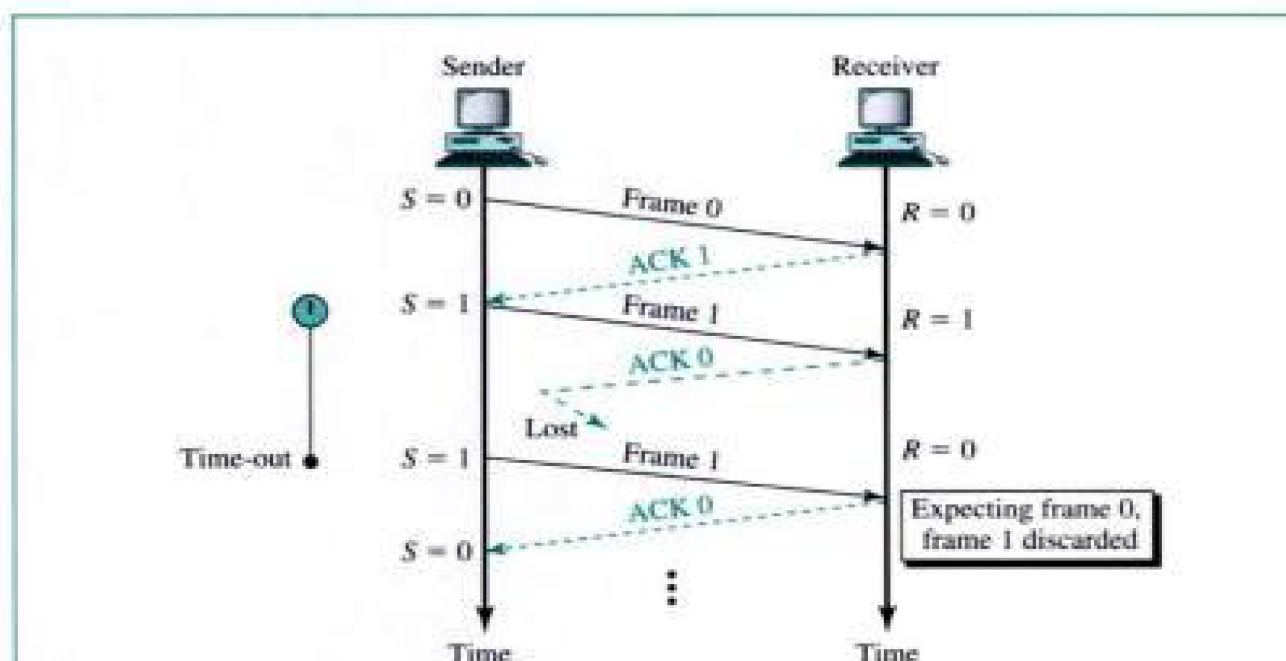 Sender
Receiver
S = 0
Frame 0
R = 0
ACK 1
S = 1
Frame 1
R = 1
ACK 0
Lost
Time-out
S = 1
Frame 1
R = 0
ACK 0
Expecting frame 0,
frame 1 discarded
S = 0
Time
Time